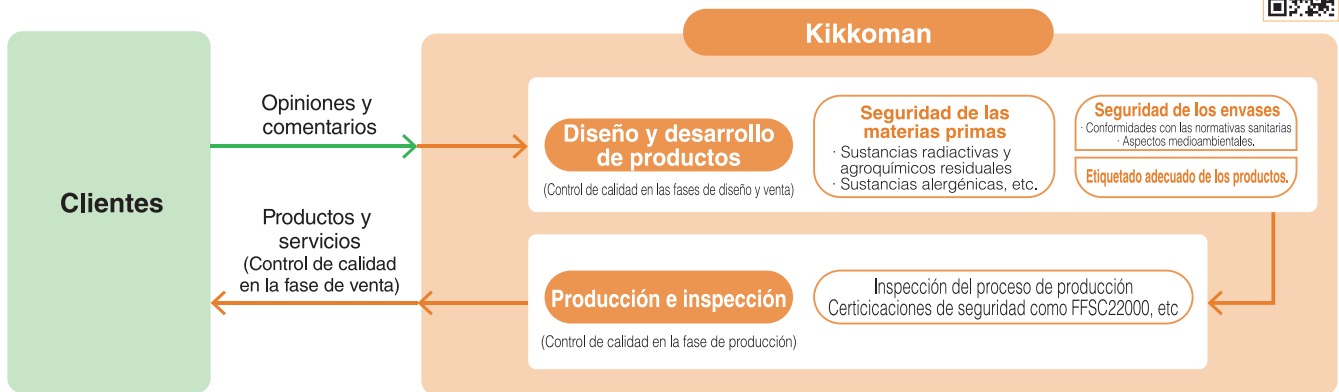 Kikkoman
Clientes
Opiniones y
comentarios
Productos y
servicios
(Control de calidad
en la fase de venta)
Diseño y desarrollo
de productos
(Control de calidad en las fases de diseño y venta)
Seguridad de las
materias primas
· Sustancias radiactivas y
agroquímicos residuales
· Sustancias alergénicas, etc.
Seguridad de los envases
· Conformidades con las normativas sanitarias
· Aspectos medioambientales.
Etiquetado adecuado de los productos.
Producción e inspección
(Control de calidad en la fase de producción)
Inspección del proceso de producción
Certicicaciones de seguridad como FFSC22000, etc